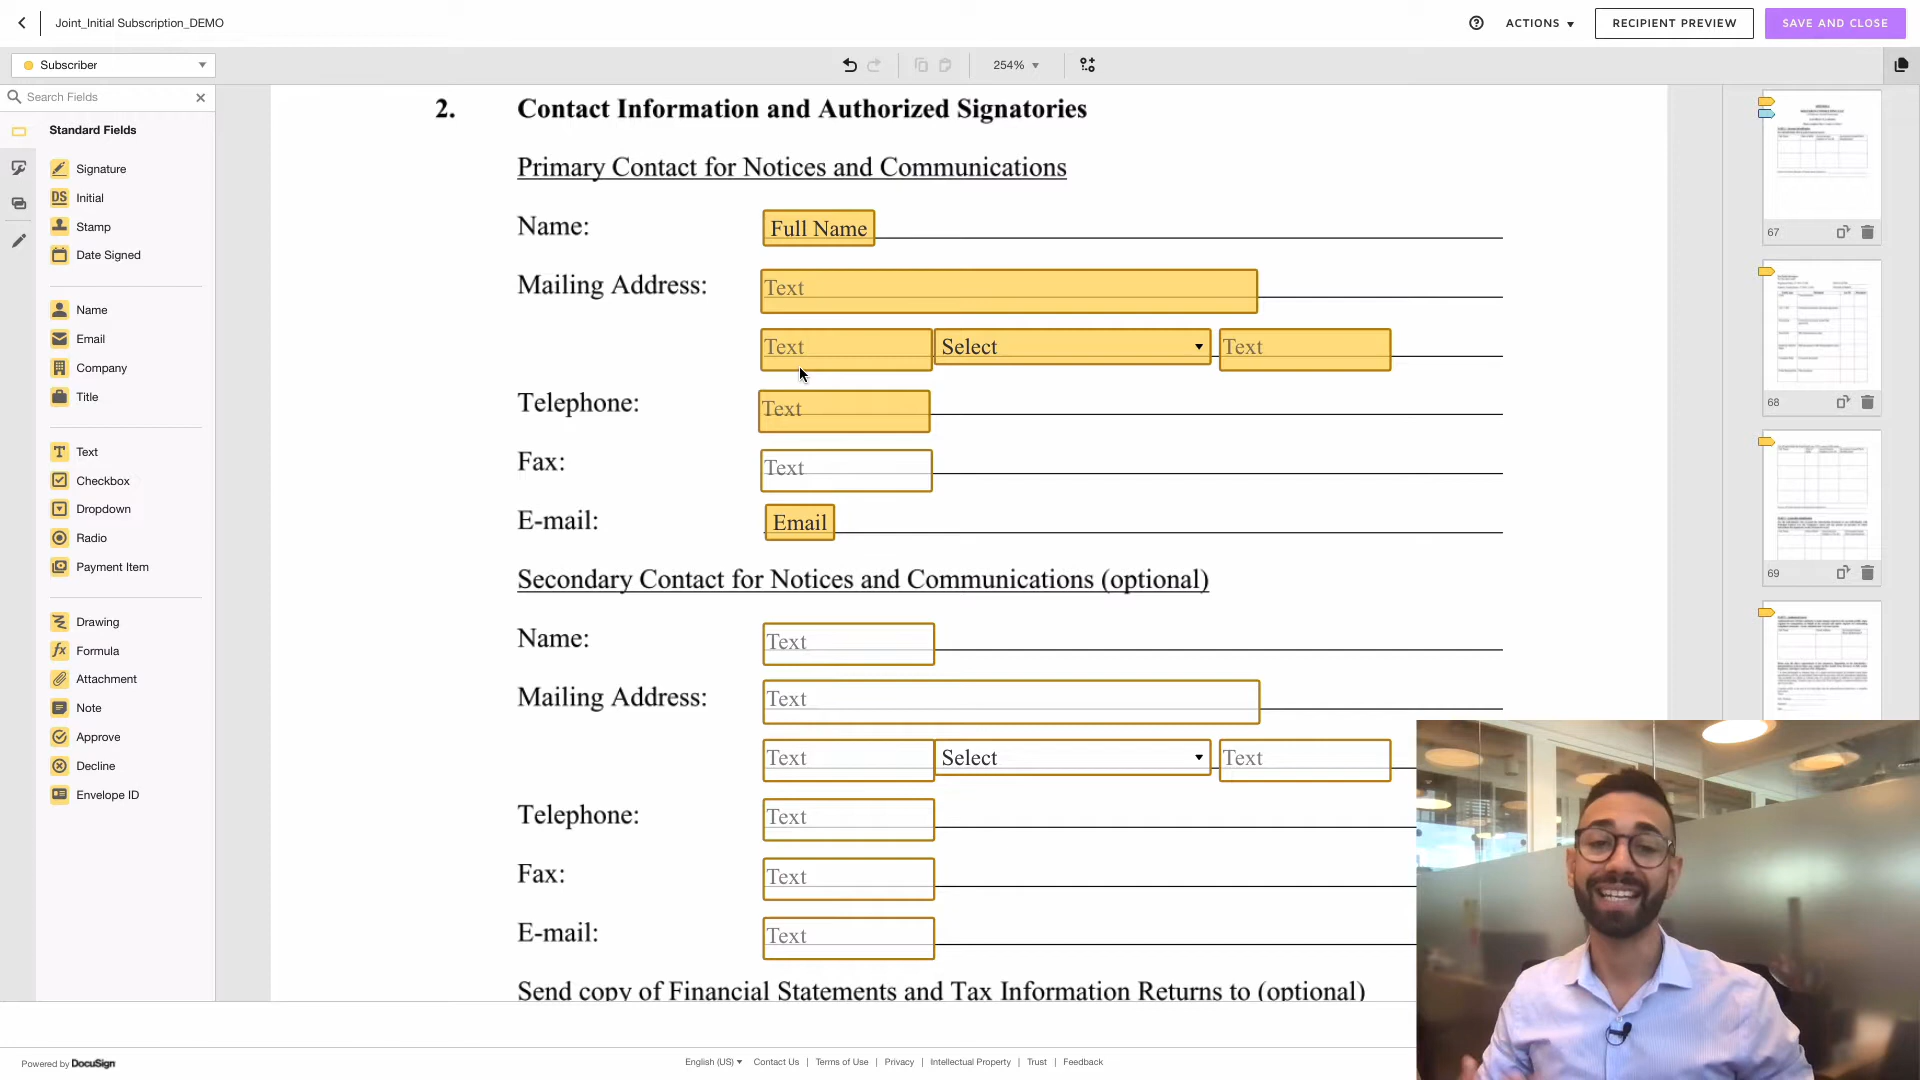 Joint_Initial Subscription_DEMO
ACTIONS
RECIPIENT PREVIEW
SAVE AND CLOSE
Subscriber
254%
Search Fields
Standard Fields
Signature
DS Initial
Stamp
Date Signed
Name
Email
Company
Title
T Text
Checkbox
Dropdown
Radio
Payment Item
Drawing
fx Formula
Attachment
Note
Approve
Decline
Envelope ID
2. Contact Information and Authorized Signatories
Primary Contact for Notices and Communications
Name: Full Name
Mailing Address: Text
Text Select Text
Telephone: Text
Fax: Text
E-mail: Email
Secondary Contact for Notices and Communications (optional)
Name: Text
Mailing Address: Text
Text Select Text
Telephone: Text
Fax: Text
E-mail: Text
Send copy of Financial Statements and Tax Information Returns to (optional)
67
68
69
Powered by DocuSign
English (US) Contact Us | Terms of Use | Privacy | Intellectual Property | Trust | Feedback